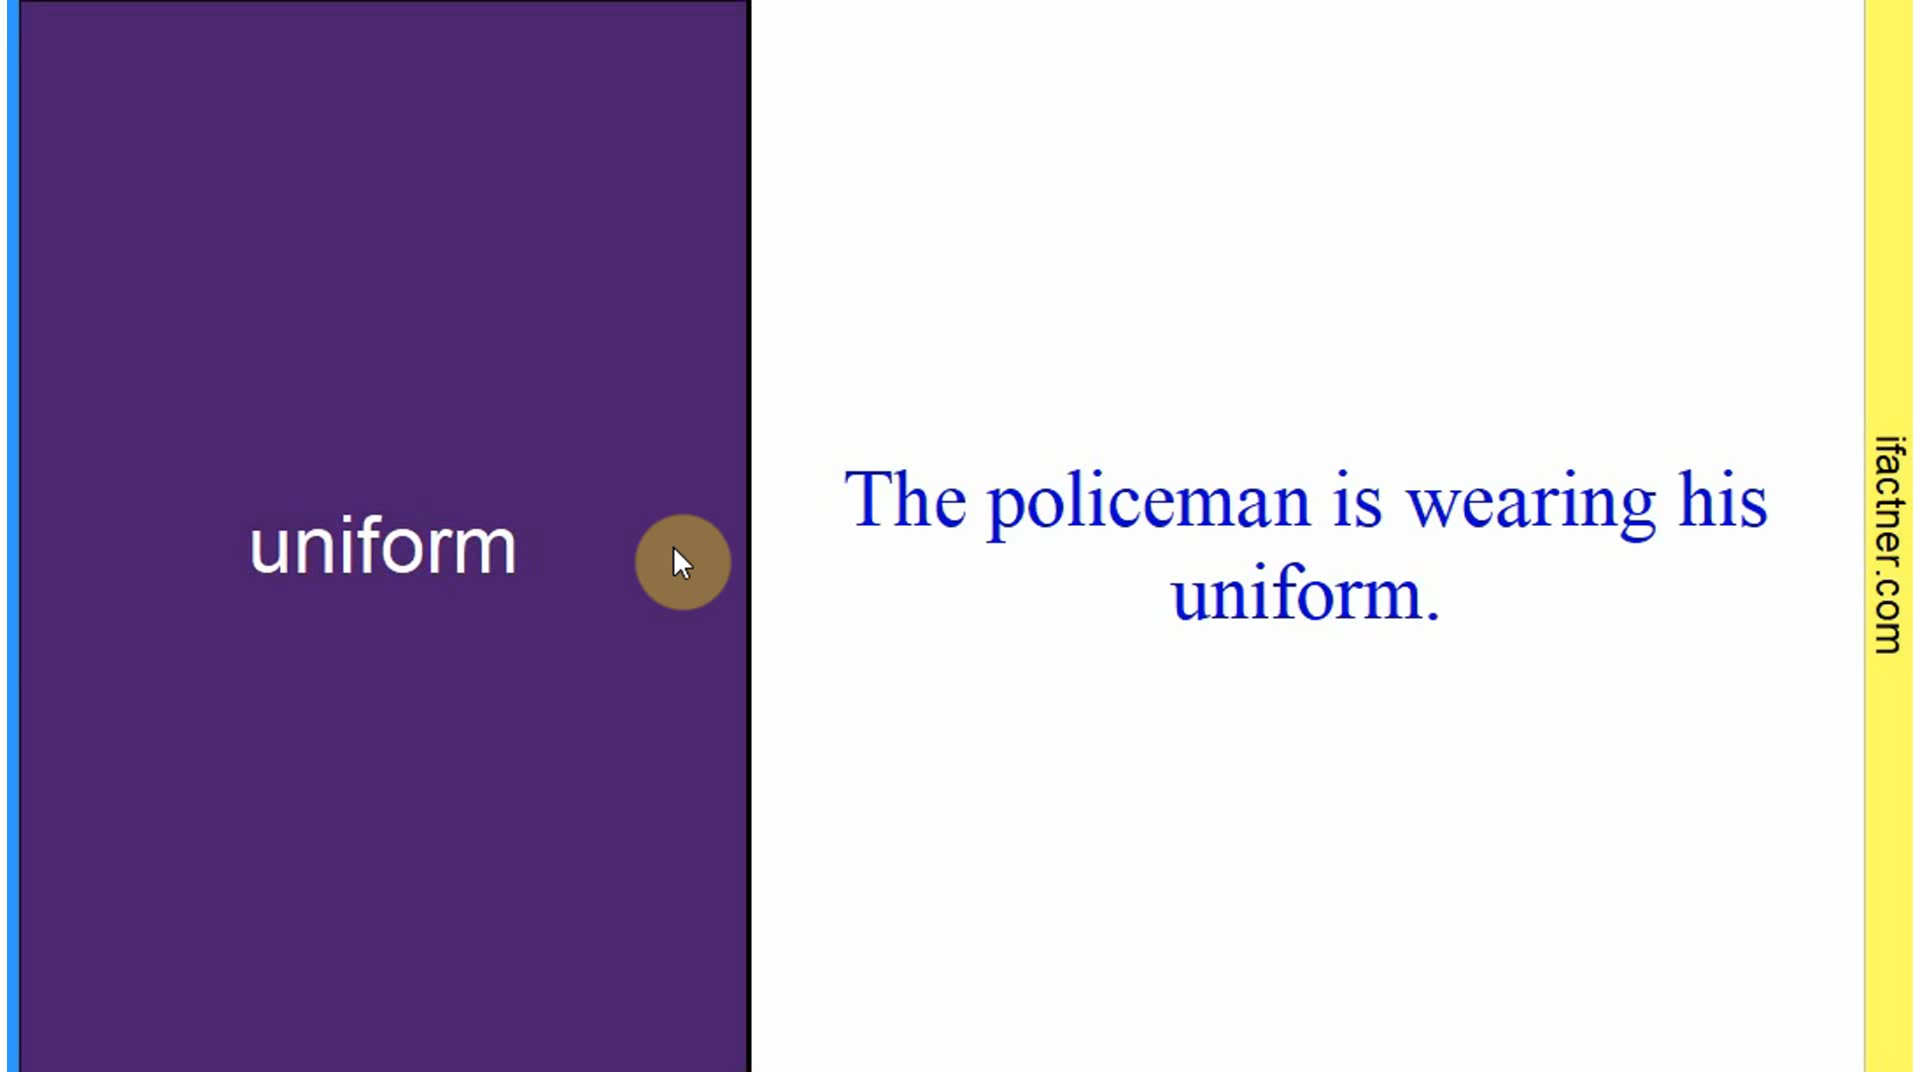 uniform
The policeman is wearing his
uniform.
ifactner.com